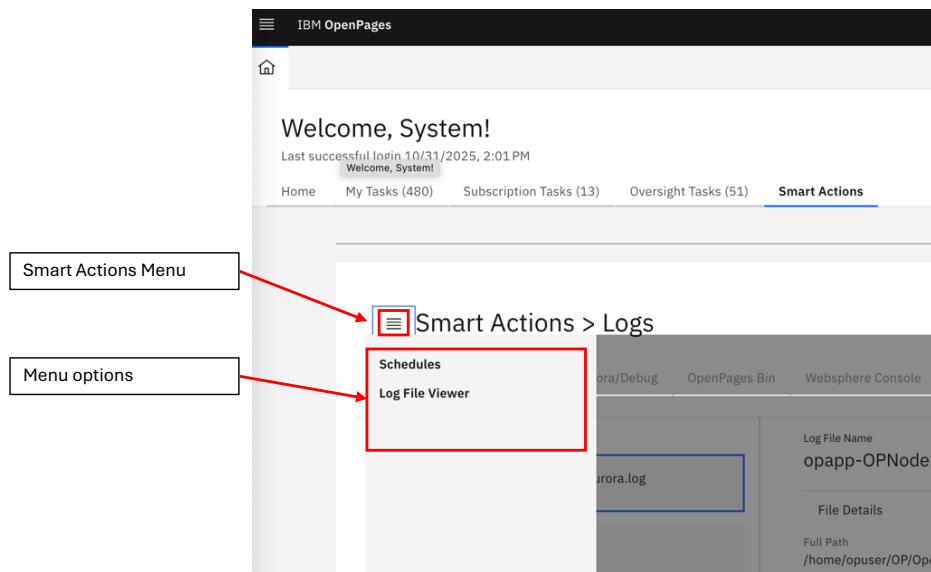 IBM OpenPages
Welcome, System!
Last successful login 10/31/2025, 2:01 PM
Welcome, System!
Home My Tasks (480) Subscription Tasks (13) Oversight Tasks (51) Smart Actions
Smart Actions Menu
Smart Actions > Logs
Menu options
Schedules
Log File Viewer
ora/Debug OpenPages Bin Websphere Console
urora.log
Log File Name
opapp-OPNode
File Details
Full Path
/home/opuser/OP/Ope